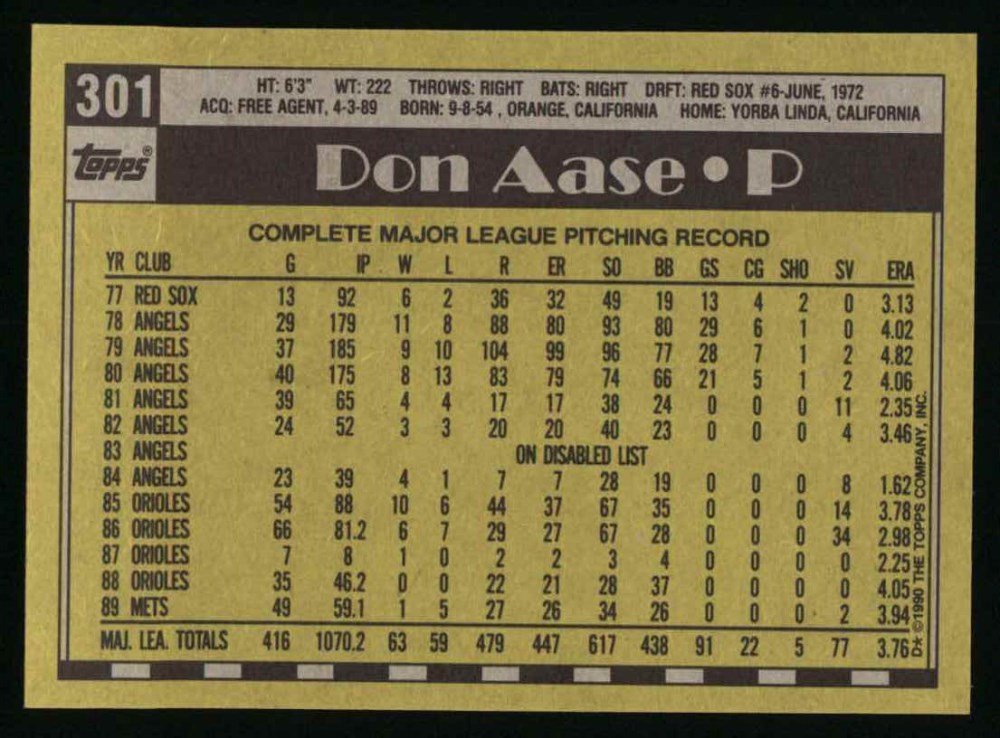 301
HT: 6'3" WT: 222 THROWS: RIGHT BATS: RIGHT DRFT: RED SOX #6-JUNE, 1972
ACQ: FREE AGENT, 4-3-89 BORN: 9-8-54 , ORANGE, CALIFORNIA HOME: YORBA LINDA, CALIFORNIA
topps®
Don Aase • P
COMPLETE MAJOR LEAGUE PITCHING RECORD
YR CLUB G IP W L R ER SO BB GS CG SHO SV ERA
77 RED SOX 13 92 6 2 36 32 49 19 13 4 2 0 3.13
78 ANGELS 29 179 11 8 88 80 93 80 29 6 1 0 4.02
79 ANGELS 37 185 9 10 104 99 96 77 28 7 1 2 4.82
80 ANGELS 40 175 8 13 83 79 74 66 21 5 1 2 4.06
81 ANGELS 39 65 4 4 17 17 38 24 0 0 0 11 2.35
82 ANGELS 24 52 3 3 20 20 40 23 0 0 0 4 3.46
83 ANGELS ON DISABLED LIST
84 ANGELS 23 39 4 1 7 7 28 19 0 0 0 8 1.62
85 ORIOLES 54 88 10 6 44 37 67 35 0 0 0 14 3.78
86 ORIOLES 66 81.2 6 7 29 27 67 28 0 0 0 34 2.98
87 ORIOLES 7 8 1 0 2 2 3 4 0 0 0 0 2.25
88 ORIOLES 35 46.2 0 0 22 21 28 37 0 0 0 0 4.05
89 METS 49 59.1 1 5 27 26 34 26 0 0 0 2 3.94
MAJ. LEA. TOTALS 416 1070.2 63 59 479 447 617 438 91 22 5 77 3.76
D* ©1990 THE TOPPS COMPANY, INC.